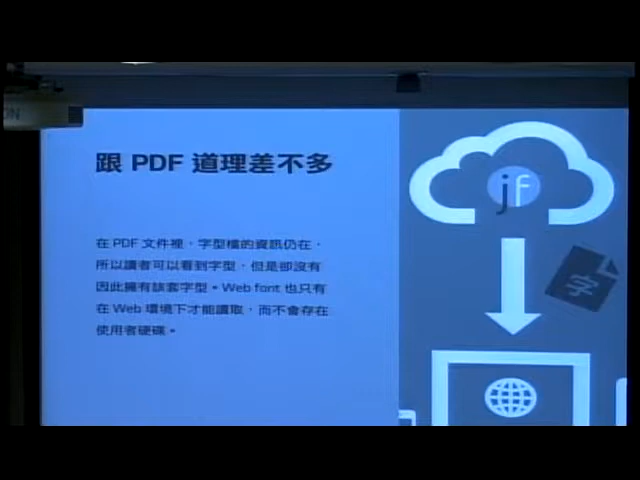 跟 PDF 道理差不多
在 PDF 文件裡，字型檔的資訊仍在，
所以讀者可以看到字型，但是卻沒有
因此擁有該套字型。Web font 也只有
在 Web 環境下才能讀取，而不會存在
使用者硬碟。
jf
字